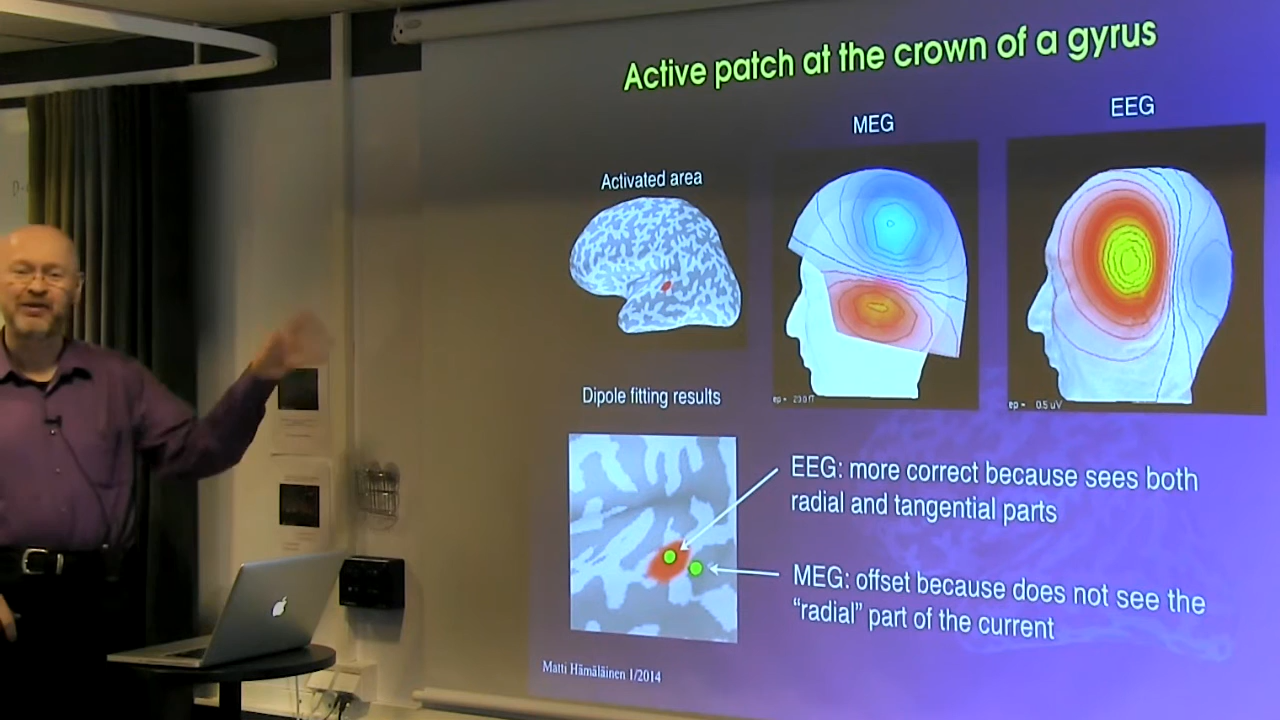 Active patch at the crown of a gyrus
MEG
EEG
Activated area
Dipole fitting results
EEG: more correct because sees both
radial and tangential parts
MEG: offset because does not see the
“radial” part of the current
Matti Hämäläinen 1/2014